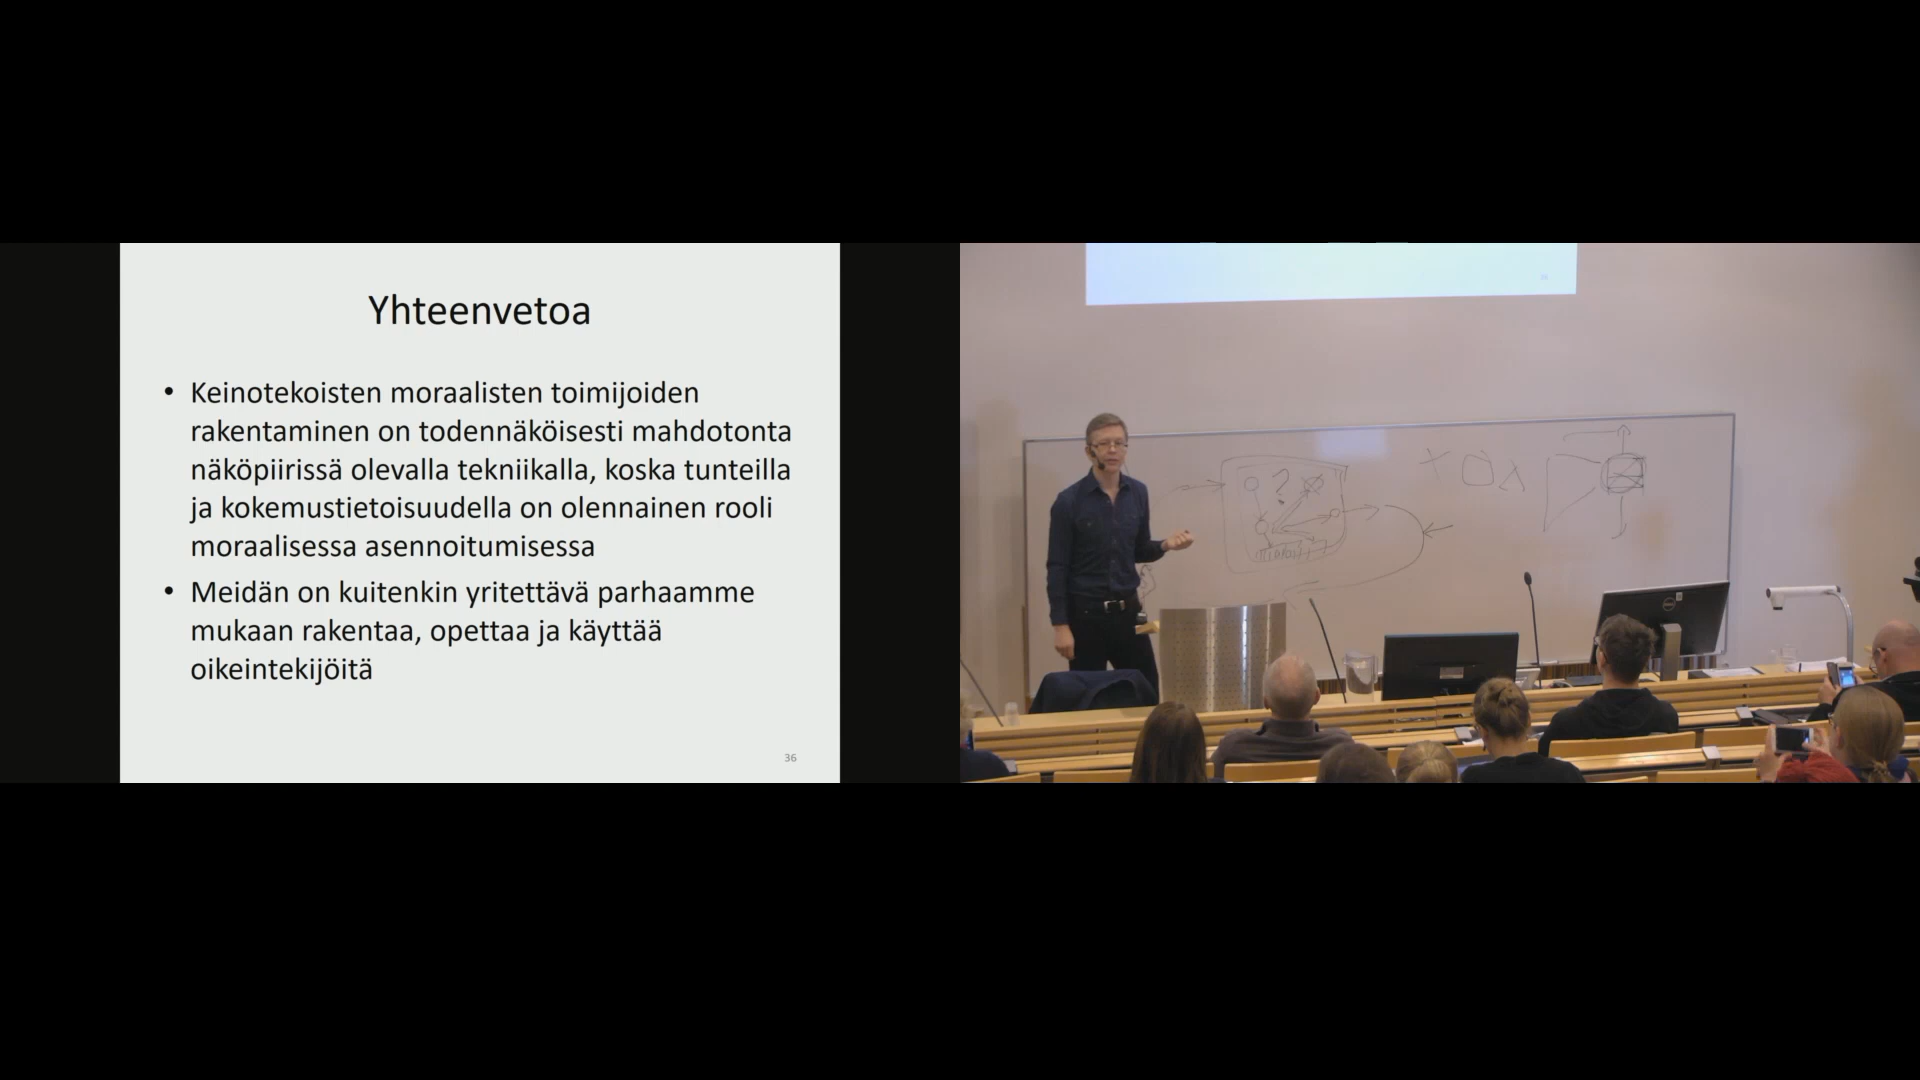 Yhteenvetoa
• Keinotekoisten moraalisten toimijoiden
rakentaminen on todennäköisesti mahdotonta
näköpiirissä olevalla tekniikalla, koska tunteilla
ja kokemustietoisuudella on olennainen rooli
moraalisessa asennoitumisessa
• Meidän on kuitenkin yritettävä parhaamme
mukaan rakentaa, opettaa ja käyttää
oikeintekijöitä
36